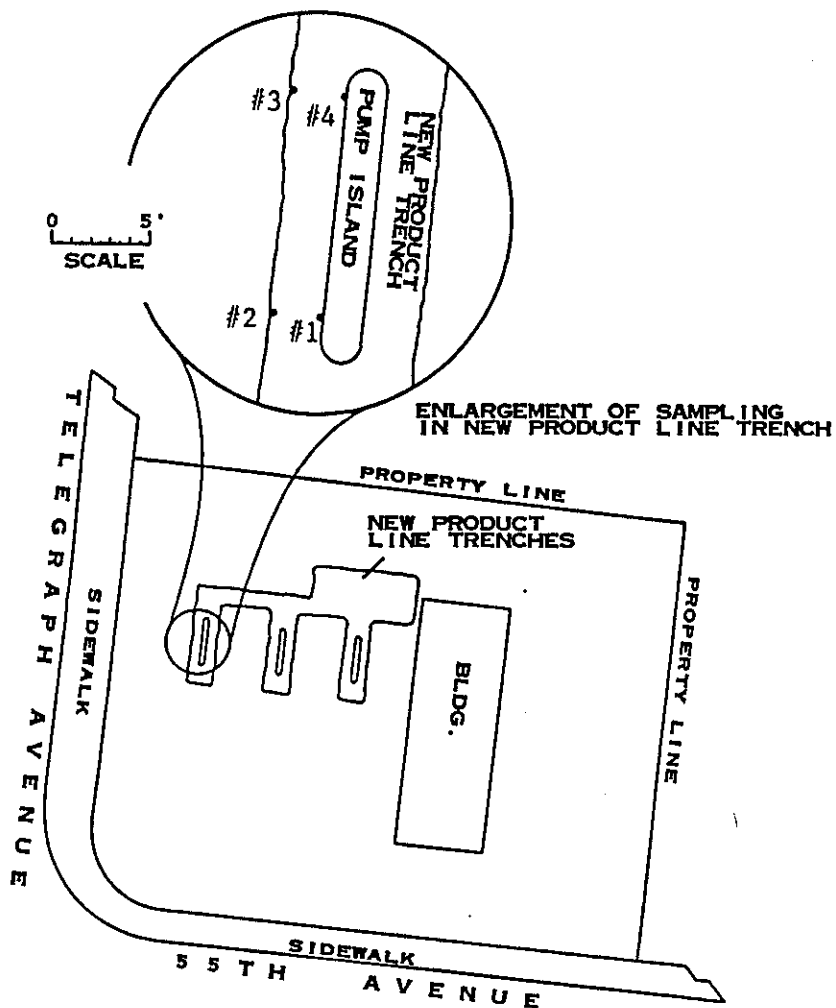 #3
#4
PUMP ISLAND
NEW PRODUCT
LINE TRENCH
0 5'
SCALE
#2
#1
ENLARGEMENT OF SAMPLING
IN NEW PRODUCT LINE TRENCH
TELEGRAPH AVENUE
SIDEWALK
PROPERTY LINE
NEW PRODUCT
LINE TRENCHES
PROPERTY LINE
BLDG.
SIDEWALK
55TH AVENUE